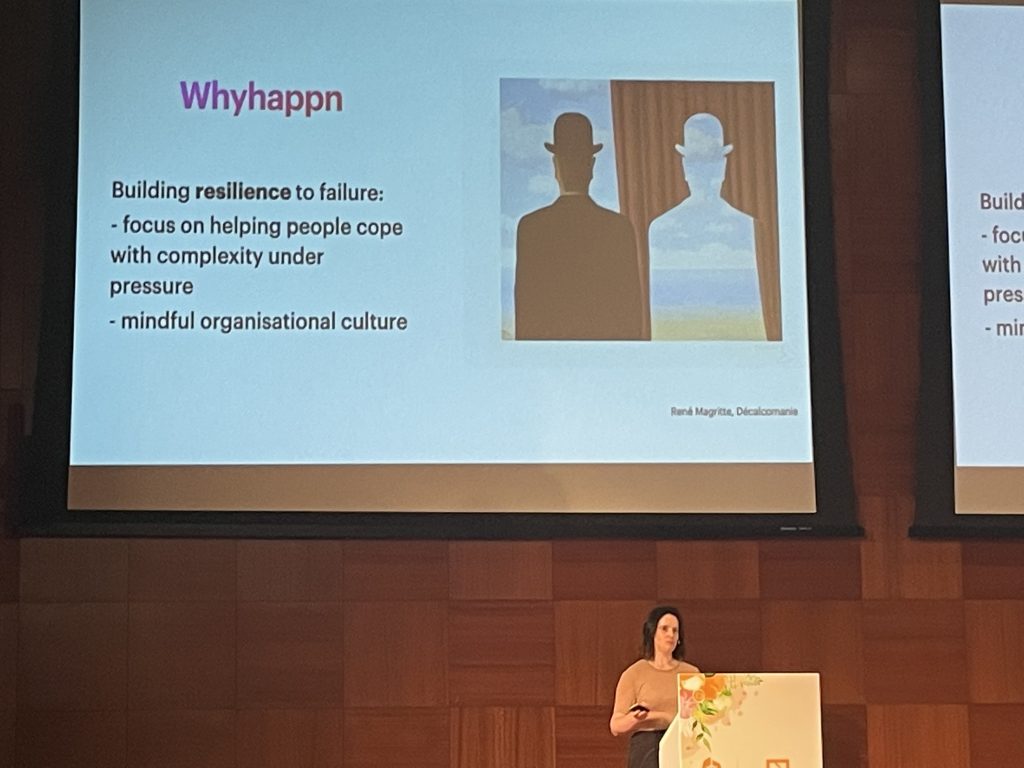 Whyhappn
Building resilience to failure:
- focus on helping people cope
with complexity under
pressure
- mindful organisational culture
René Magritte, Décalcomanie
Build
- focu
with
pres
- min